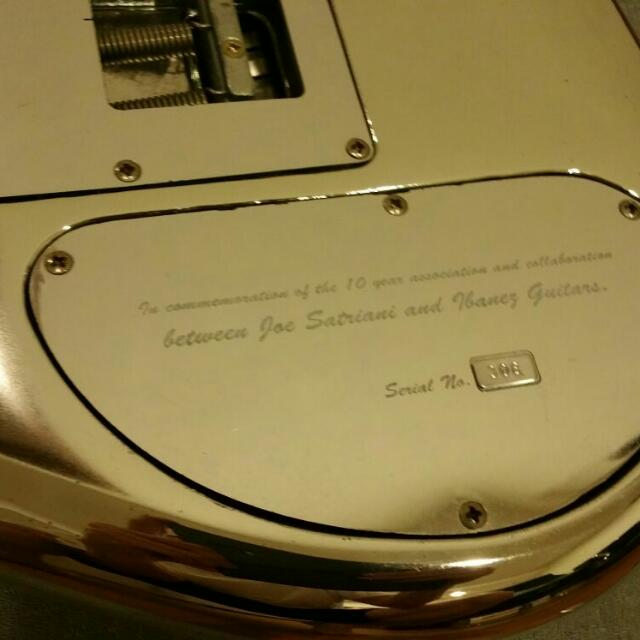 In commemoration of the 10 year association and collaboration
between Joe Satriani and Ibanez Guitars.
Serial No.